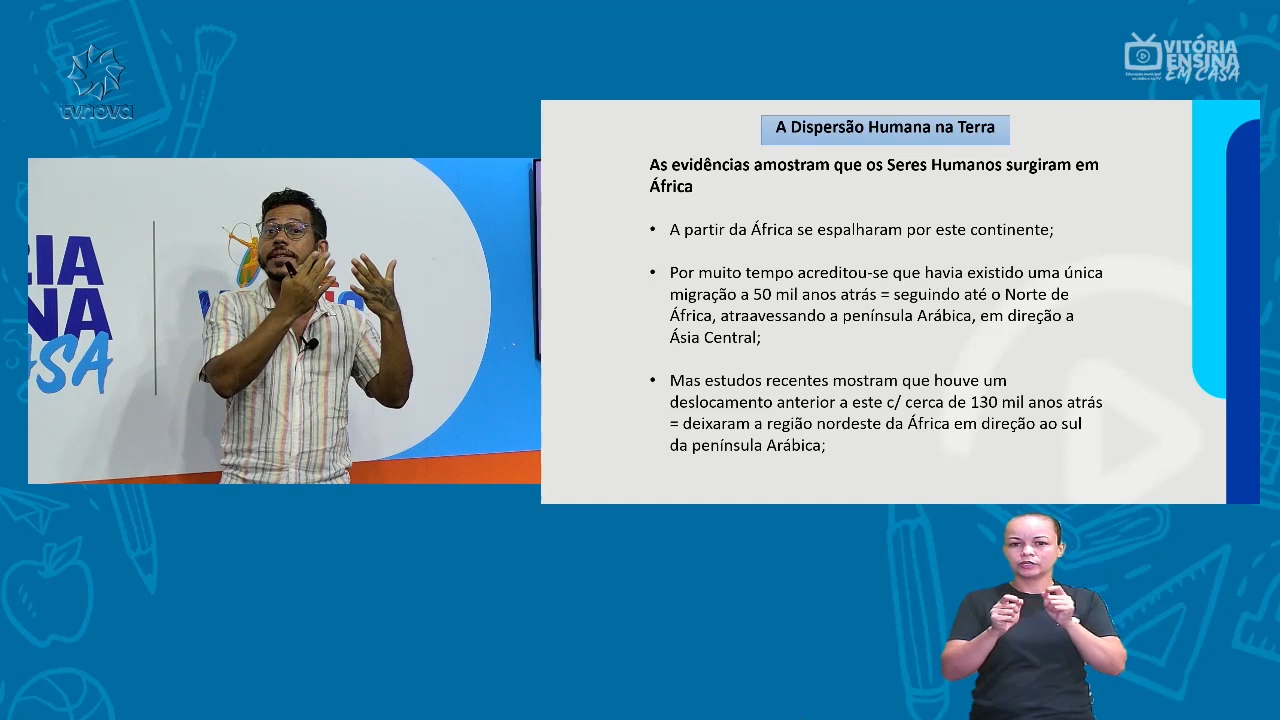 tvnova
VITÓRIA
ENSINA
EM CASA
A Dispersão Humana na Terra
As evidências amostram que os Seres Humanos surgiram em
África
• A partir da África se espalharam por este continente;
• Por muito tempo acreditou-se que havia existido uma única
migração a 50 mil anos atrás = seguindo até o Norte de
África, atraavessando a península Arábica, em direção a
Ásia Central;
• Mas estudos recentes mostram que houve um
deslocamento anterior a este c/ cerca de 130 mil anos atrás
= deixaram a região nordeste da África em direção ao sul
da península Arábica;